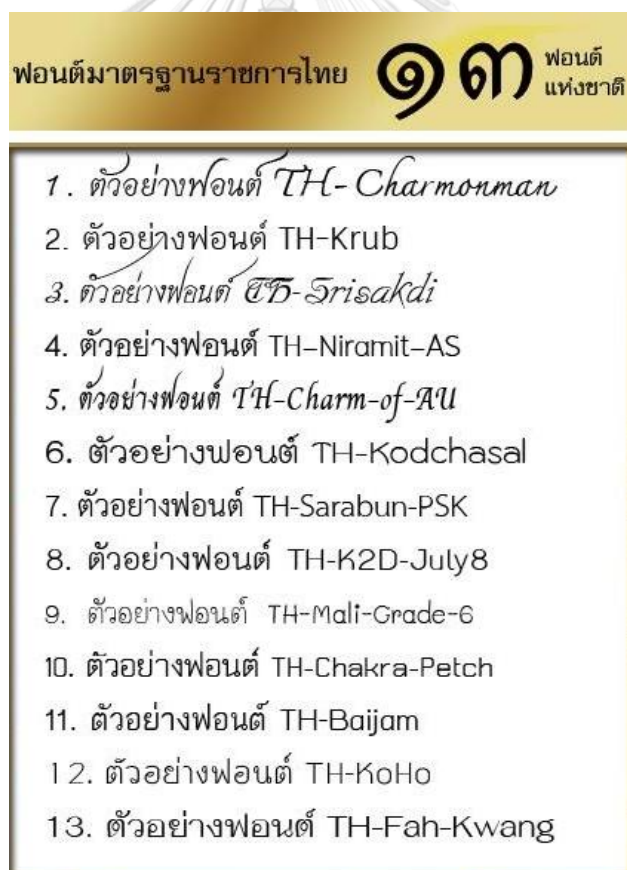 ฟอนต์มาตรฐานราชการไทย ๑๓ ฟอนต์
แห่งชาติ
1. ตัวอย่างฟอนต์ TH-Charmonman
2. ตัวอย่างฟอนต์ TH-Krub
3. ตัวอย่างฟอนต์ TH-Srisakdi
4. ตัวอย่างฟอนต์ TH-Niramit-AS
5. ตัวอย่างฟอนต์ TH-Charm-of-AU
6. ตัวอย่างฟอนต์ TH-Kodchasal
7. ตัวอย่างฟอนต์ TH-Sarabun-PSK
8. ตัวอย่างฟอนต์ TH-K2D-July8
9. ตัวอย่างฟอนต์ TH-Mali-Grade-6
10. ตัวอย่างฟอนต์ TH-Chakra-Petch
11. ตัวอย่างฟอนต์ TH-Baijam
12. ตัวอย่างฟอนต์ TH-KoHo
13. ตัวอย่างฟอนต์ TH-Fah-Kwang